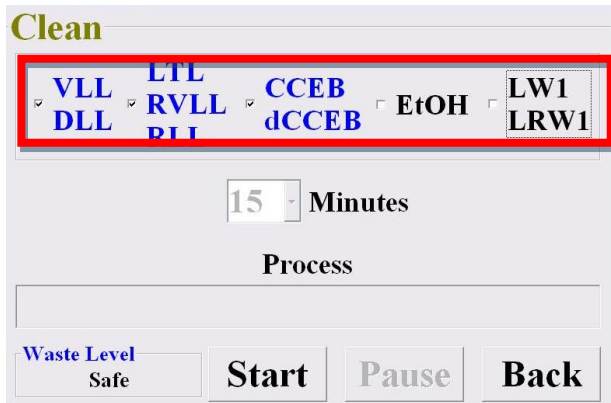 Clean
VLL
DLL
LTL
RVLL
RLL
CCEB
dCCEB
EtOH
LW1
LRW1
15 Minutes
Process
Waste Level
Safe
Start Pause Back